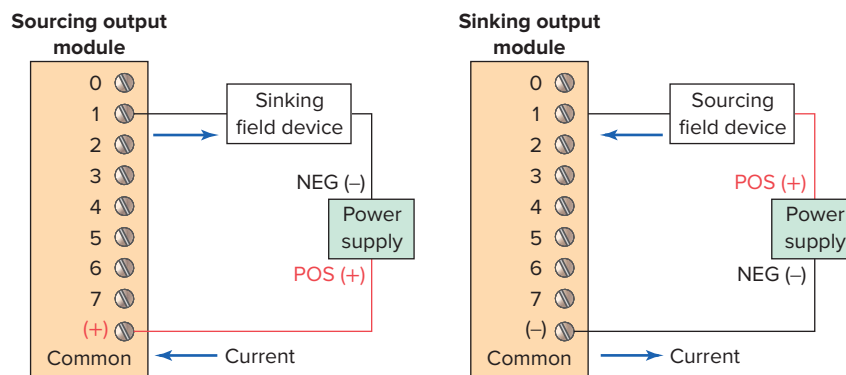 Sourcing output
module
0
1
2
3
4
5
6
7
(+)
Common
Sinking
field device
NEG (–)
Power
supply
POS (+)
Current
Sinking output
module
0
1
2
3
4
5
6
7
(–)
Common
Sourcing
field device
POS (+)
Power
supply
NEG (–)
Current